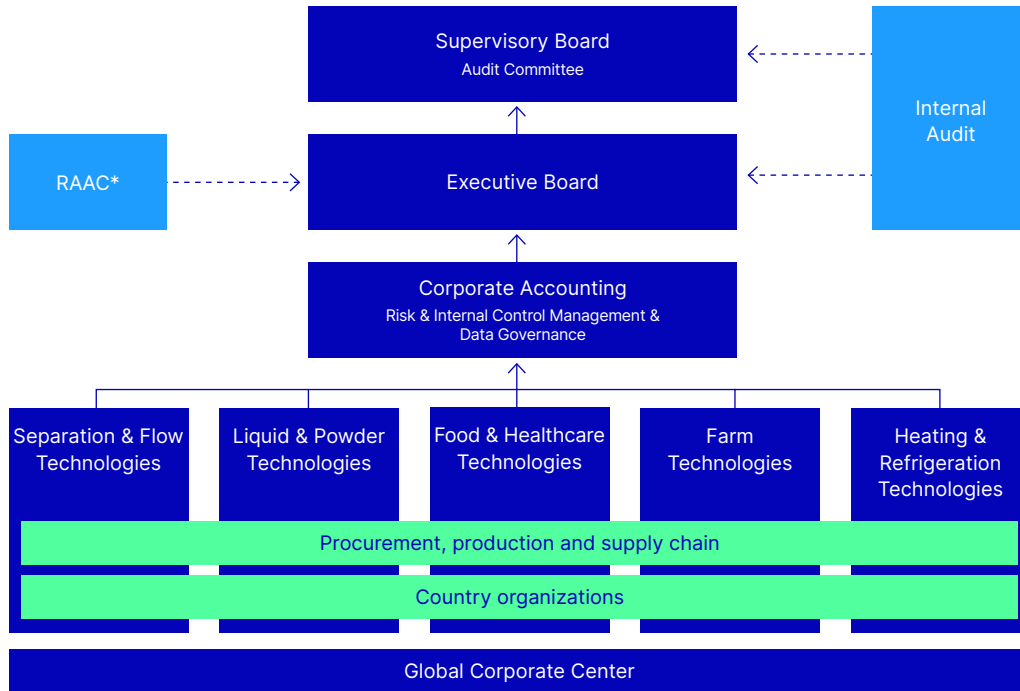 Supervisory Board
Audit Committee
Internal
Audit
RAAC*
Executive Board
Corporate Accounting
Risk & Internal Control Management &
Data Governance
Separation & Flow
Technologies
Liquid & Powder
Technologies
Food & Healthcare
Technologies
Farm
Technologies
Heating &
Refrigeration
Technologies
Procurement, production and supply chain
Country organizations
Global Corporate Center